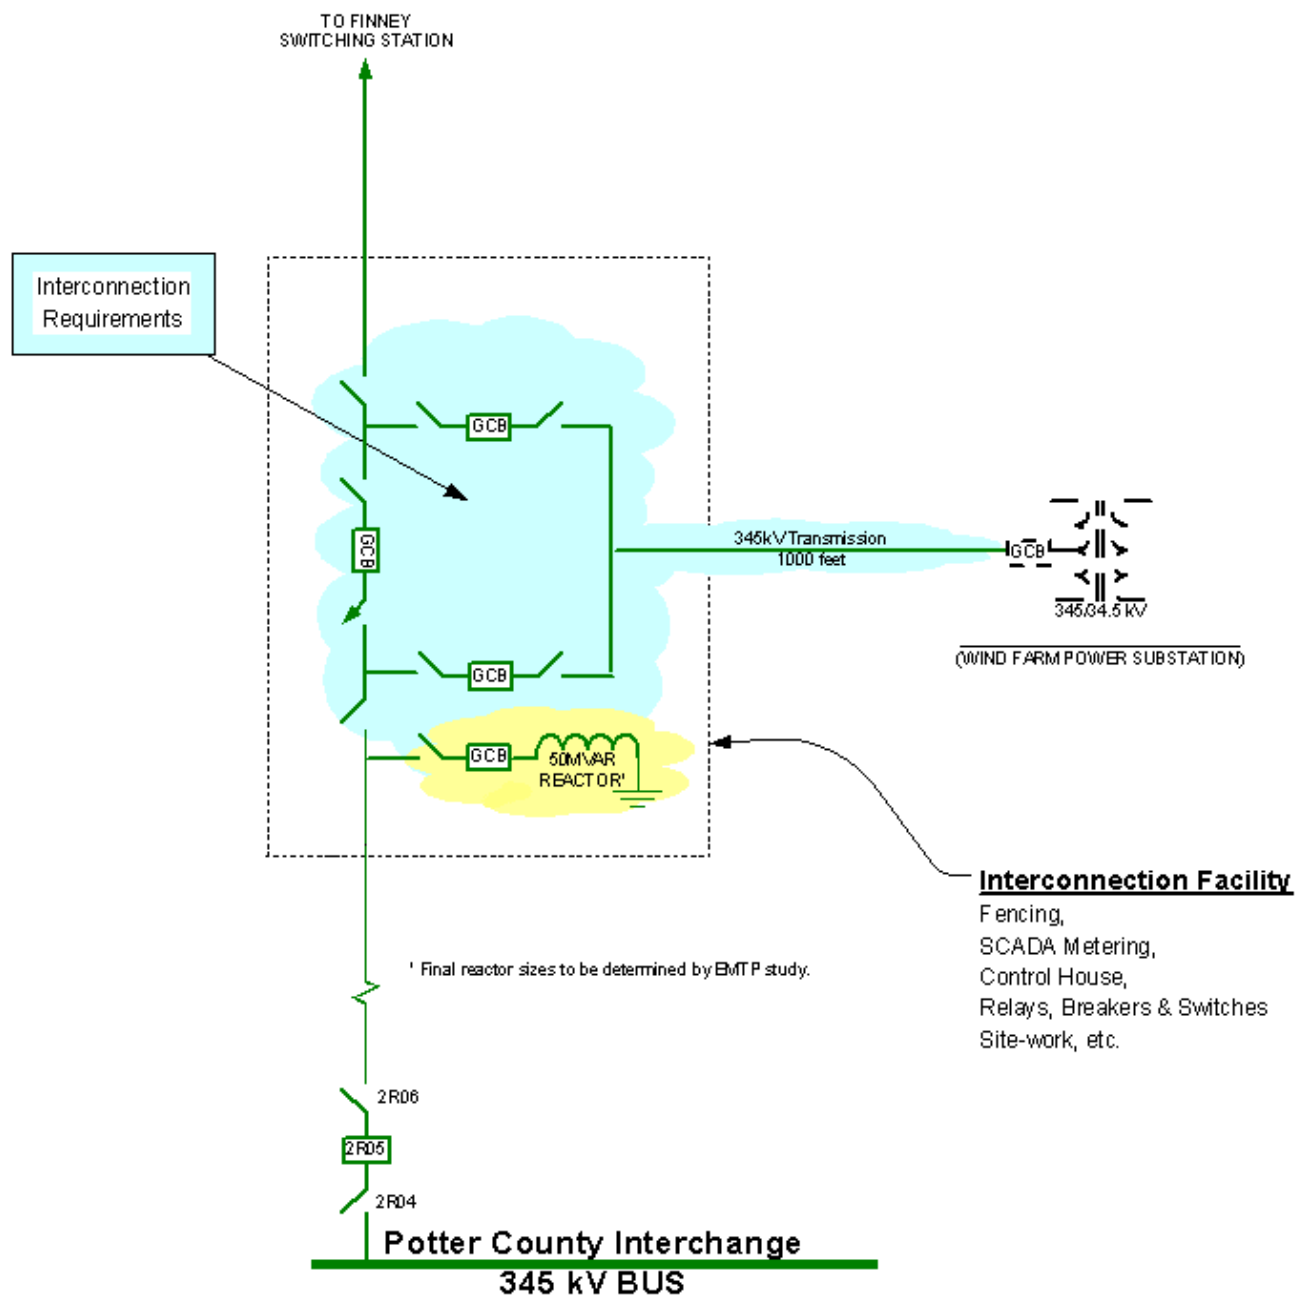 TO FINNEY
SWITCHING STATION
Interconnection
Requirements
GCB
GCB
345kV Transmission
1000 feet
GCB
345/34.5 kV
(WIND FARM POWER SUBSTATION)
GCB
GCB
50MVAR
REACTOR'
Interconnection Facility
Fencing,
SCADA Metering,
Control House,
Relays, Breakers & Switches
Site-work, etc.
' Final reactor sizes to be determined by EMTP study.
2R06
2R05
2R04
Potter County Interchange
345 kV BUS